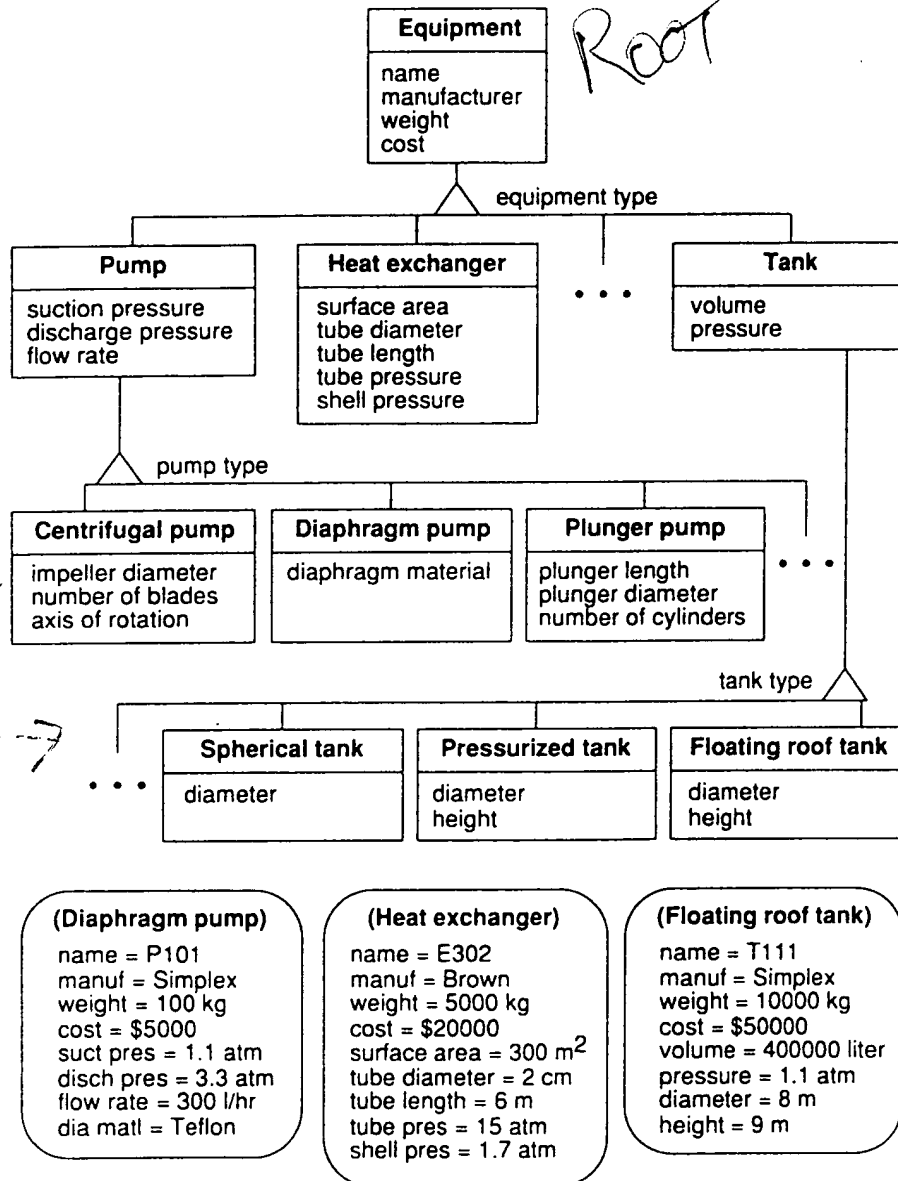 Equipment
ROOT
name
manufacturer
weight
cost
equipment type
Pump
suction pressure
discharge pressure
flow rate
Heat exchanger
surface area
tube diameter
tube length
tube pressure
shell pressure
• • •
Tank
volume
pressure
pump type
Centrifugal pump
impeller diameter
number of blades
axis of rotation
Diaphragm pump
diaphragm material
Plunger pump
plunger length
plunger diameter
number of cylinders
• • •
tank type
• • •
Spherical tank
diameter
Pressurized tank
diameter
height
Floating roof tank
diameter
height
(Diaphragm pump)
name = P101
manuf = Simplex
weight = 100 kg
cost = $5000
suct pres = 1.1 atm
disch pres = 3.3 atm
flow rate = 300 l/hr
dia matl = Teflon
(Heat exchanger)
name = E302
manuf = Brown
weight = 5000 kg
cost = $20000
surface area = 300 m²
tube diameter = 2 cm
tube length = 6 m
tube pres = 15 atm
shell pres = 1.7 atm
(Floating roof tank)
name = T111
manuf = Simplex
weight = 10000 kg
cost = $50000
volume = 400000 liter
pressure = 1.1 atm
diameter = 8 m
height = 9 m